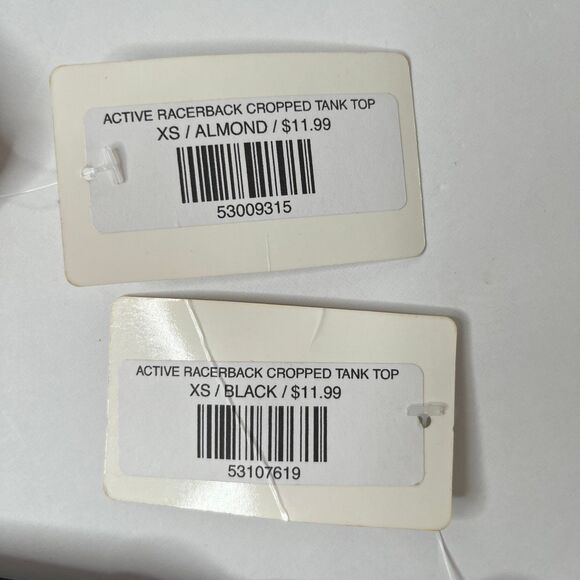 ACTIVE RACERBACK CROPPED TANK TOP
XS / ALMOND / $11.99
53009315
ACTIVE RACERBACK CROPPED TANK TOP
XS / BLACK / $11.99
53107619